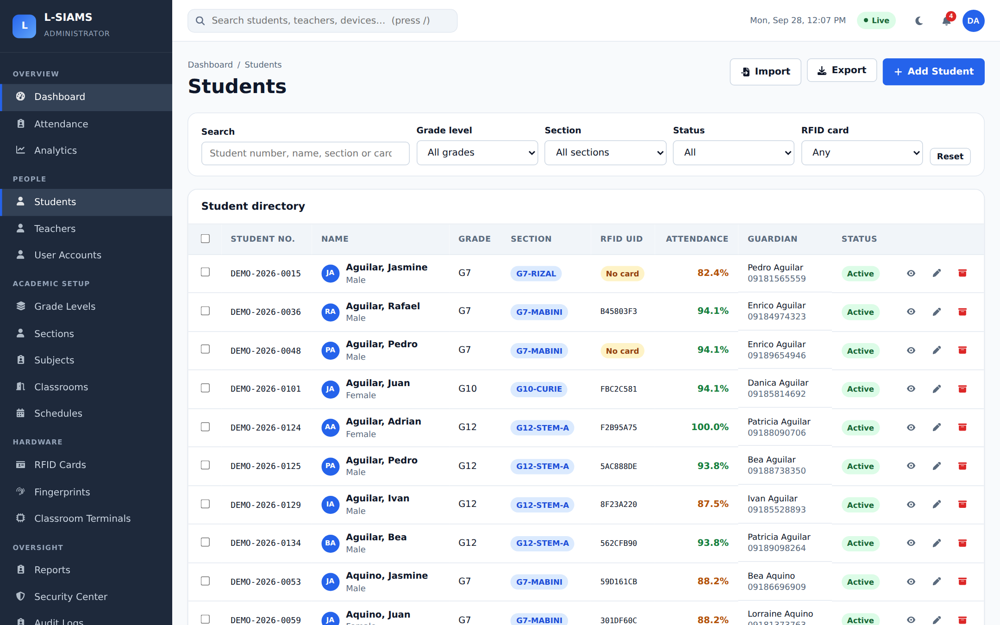 L L-SIAMS
ADMINISTRATOR
Search students, teachers, devices... (press /)
Mon, Sep 28, 12:07 PM
Live
4
DA
OVERVIEW
Dashboard
Attendance
Analytics
PEOPLE
Students
Teachers
User Accounts
ACADEMIC SETUP
Grade Levels
Sections
Subjects
Classrooms
Schedules
HARDWARE
RFID Cards
Fingerprints
Classroom Terminals
OVERSIGHT
Reports
Security Center
Audit Logs
Dashboard / Students
Students
Import
Export
+ Add Student
Search
Student number, name, section or card
Grade level
All grades
Section
All sections
Status
All
RFID card
Any
Reset
Student directory
STUDENT NO. NAME GRADE SECTION RFID UID ATTENDANCE GUARDIAN STATUS
DEMO-2026-0015 JA Aguilar, Jasmine Male G7 G7-RIZAL No card 82.4% Pedro Aguilar 09181565559 Active
DEMO-2026-0036 RA Aguilar, Rafael Male G7 G7-MABINI B45803F3 94.1% Enrico Aguilar 09184974323 Active
DEMO-2026-0048 PA Aguilar, Pedro Male G7 G7-MABINI No card 94.1% Enrico Aguilar 09189654946 Active
DEMO-2026-0101 JA Aguilar, Juan Female G10 G10-CURIE FBC2C581 94.1% Danica Aguilar 09185814692 Active
DEMO-2026-0124 AA Aguilar, Adrian Female G12 G12-STEM-A F2B95A75 100.0% Patricia Aguilar 09188090706 Active
DEMO-2026-0125 PA Aguilar, Pedro Male G12 G12-STEM-A 5AC888DE 93.8% Bea Aguilar 09188738350 Active
DEMO-2026-0129 IA Aguilar, Ivan Male G12 G12-STEM-A 8F23A220 87.5% Ivan Aguilar 09185528893 Active
DEMO-2026-0134 BA Aguilar, Bea Male G12 G12-STEM-A 562CFB90 93.8% Patricia Aguilar 09189098264 Active
DEMO-2026-0053 JA Aquino, Jasmine Male G7 G7-MABINI 59D161CB 88.2% Bea Aquino 09186696909 Active
DEMO-2026-0059 JA Aquino, Juan Female G7 G7-MABINI 301DF60C 88.2% Lorraine Aquino 09181373763 Active